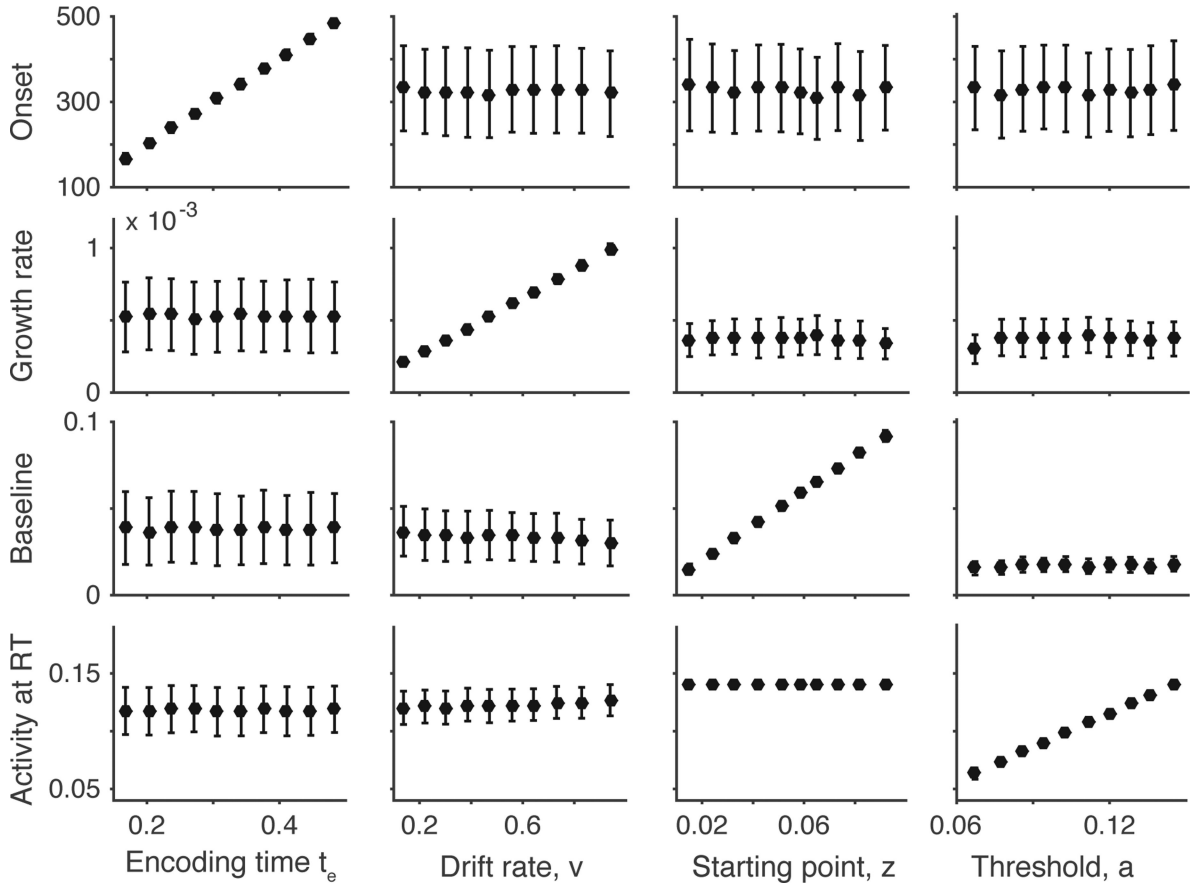 Onset
500
300
100
Growth rate
x 10-3
1
0
Baseline
0.1
0
Activity at RT
0.15
0.05
0.2 0.4
0.2 0.6
0.02 0.06
0.06 0.12
Encoding time te
Drift rate, v
Starting point, z
Threshold, a